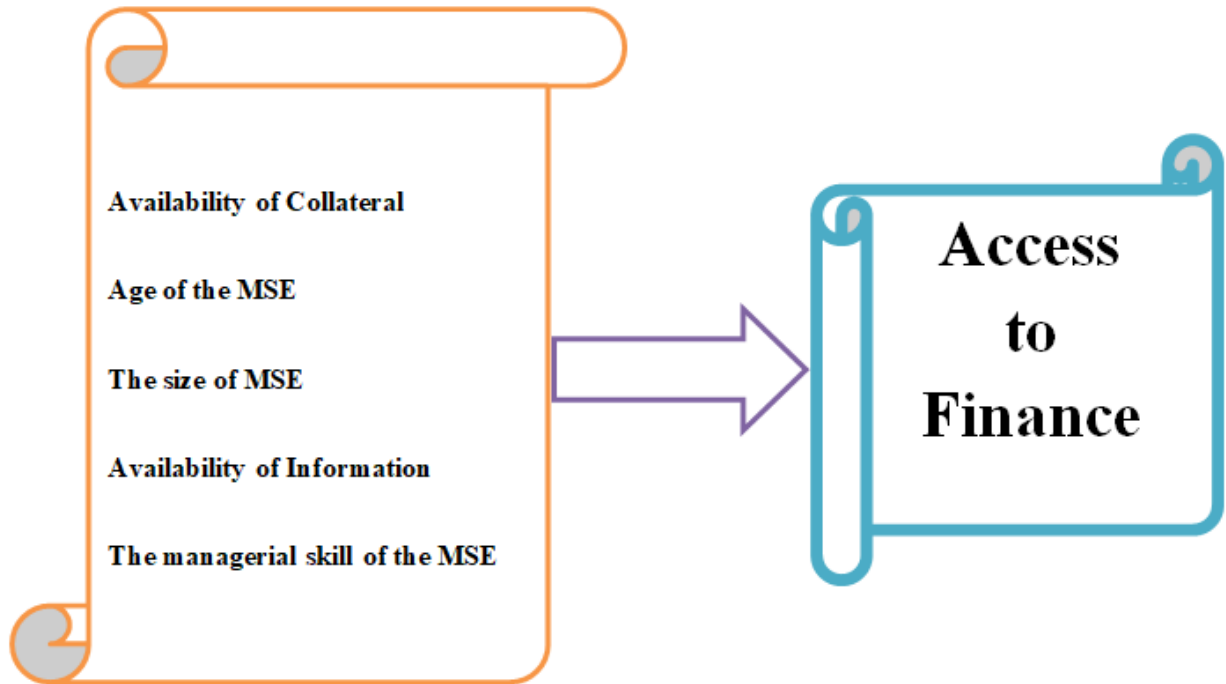 Availability of Collateral
Age of the MSE
The size of MSE
Availability of Information
The managerial skill of the MSE
Access
to
Finance